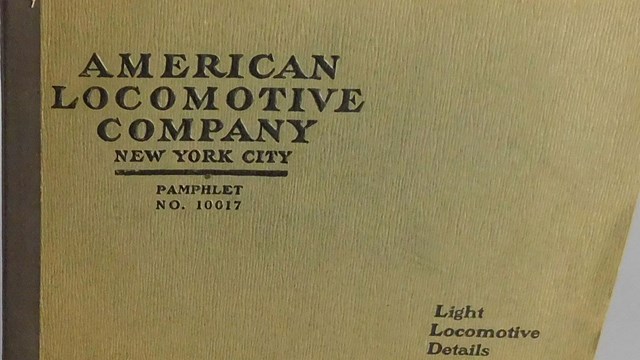 AMERICAN
LOCOMOTIVE
COMPANY
NEW YORK CITY
PAMPHLET
NO. 10017
Light
Locomotive
Details